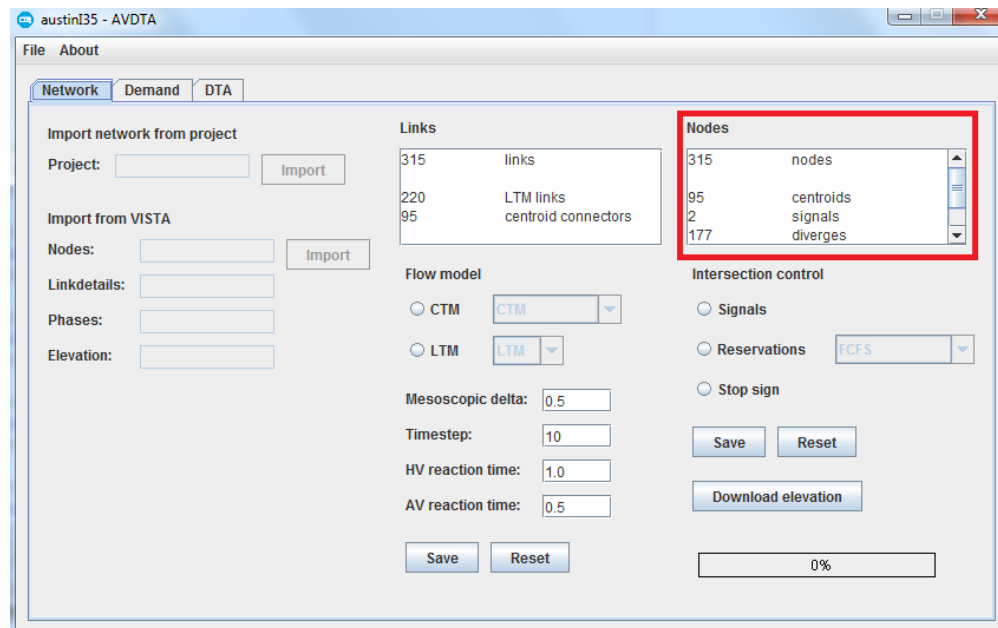 austinI35 - AVDTA
File About
Network Demand DTA
Import network from project
Project: Import
Import from VISTA
Nodes: Import
Linkdetails:
Phases:
Elevation:
Links
315 links
220 LTM links
95 centroid connectors
Flow model
CTM CTM
LTM LTM
Mesoscopic delta: 0.5
Timestep: 10
HV reaction time: 1.0
AV reaction time: 0.5
Save Reset
Nodes
315 nodes
95 centroids
2 signals
177 diverges
Intersection control
Signals
Reservations FCFS
Stop sign
Save Reset
Download elevation
0%